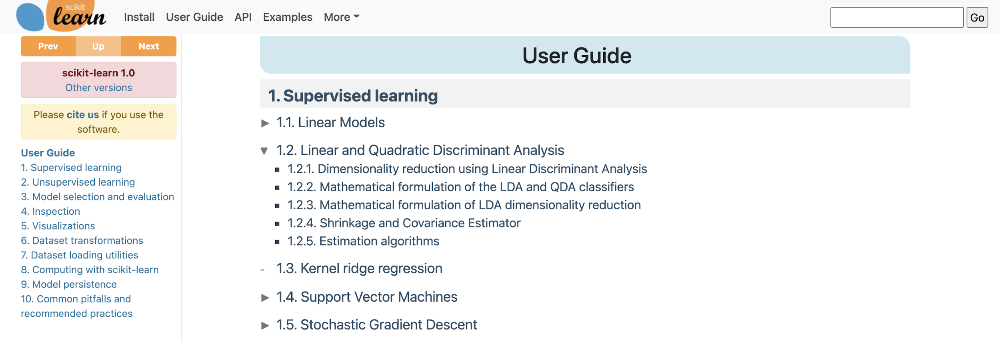 scikit
learn
Install User Guide API Examples More
Go
Prev Up Next
scikit-learn 1.0
Other versions
Please cite us if you use the
software.
User Guide
1. Supervised learning
2. Unsupervised learning
3. Model selection and evaluation
4. Inspection
5. Visualizations
6. Dataset transformations
7. Dataset loading utilities
8. Computing with scikit-learn
9. Model persistence
10. Common pitfalls and
recommended practices
User Guide
1. Supervised learning
1.1. Linear Models
1.2. Linear and Quadratic Discriminant Analysis
1.2.1. Dimensionality reduction using Linear Discriminant Analysis
1.2.2. Mathematical formulation of the LDA and QDA classifiers
1.2.3. Mathematical formulation of LDA dimensionality reduction
1.2.4. Shrinkage and Covariance Estimator
1.2.5. Estimation algorithms
- 1.3. Kernel ridge regression
1.4. Support Vector Machines
1.5. Stochastic Gradient Descent